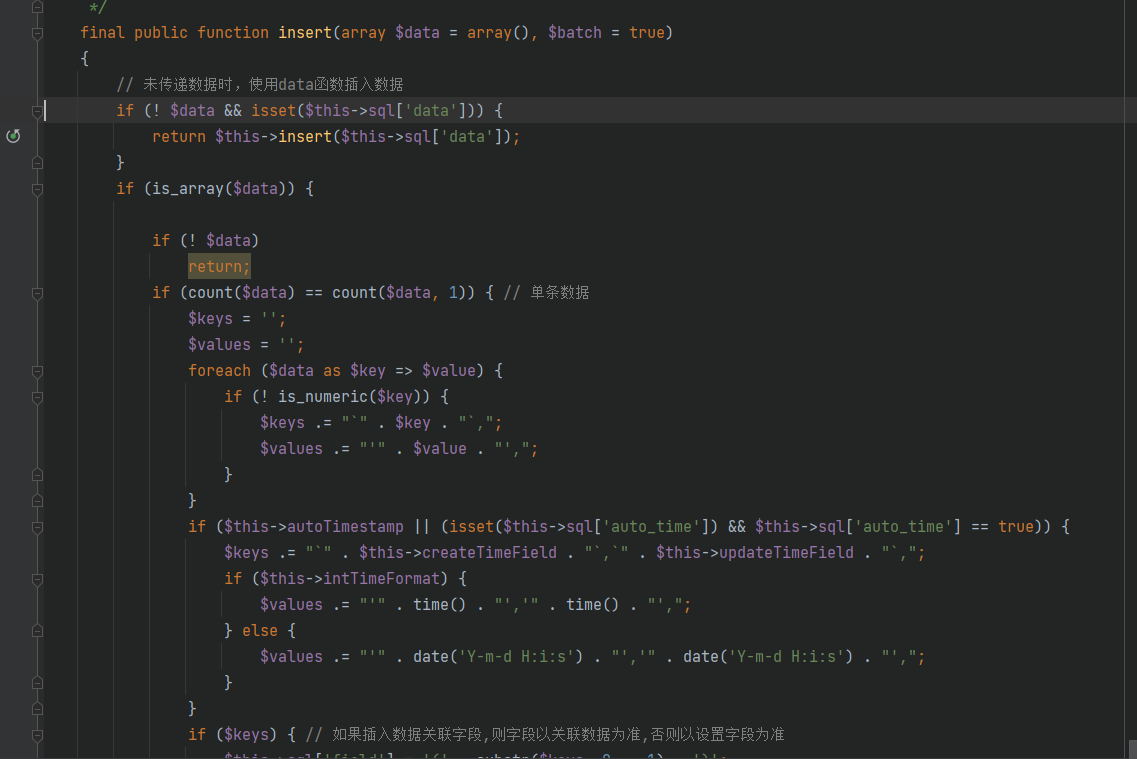 */
final public function insert(array $data = array(), $batch = true)
{
// 未传递数据时，使用data函数插入数据
if (! $data && isset($this->sql['data'])) {
return $this->insert($this->sql['data']);
}
if (is_array($data)) {
if (! $data)
return;
if (count($data) == count($data, 1)) { // 单条数据
$keys = '';
$values = '';
foreach ($data as $key => $value) {
if (! is_numeric($key)) {
$keys .= "`" . $key . "`,";
$values .= "'" . $value . "',";
}
}
if ($this->autoTimestamp || (isset($this->sql['auto_time']) && $this->sql['auto_time'] == true)) {
$keys .= "`" . $this->createTimeField . "`,`" . $this->updateTimeField . "`,";
if ($this->intTimeFormat) {
$values .= "'" . time() . "','" . time() . "',";
} else {
$values .= "'" . date('Y-m-d H:i:s') . "','" . date('Y-m-d H:i:s') . "',";
}
}
if ($keys) { // 如果插入数据关联字段,则字段以关联数据为准,否则以设置字段为准